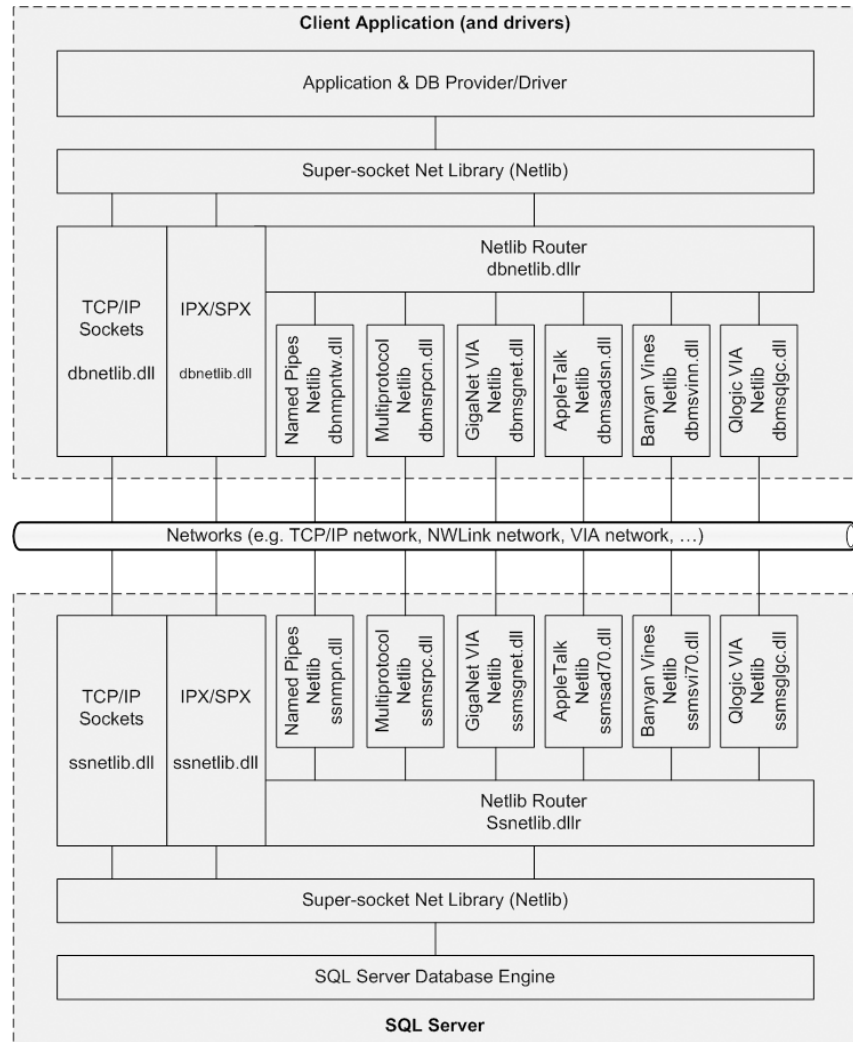 Client Application (and drivers)
Application & DB Provider/Driver
Super-socket Net Library (Netlib)
Netlib Router
dbnetlib.dllr
TCP/IP
Sockets
dbnetlib.dll
IPX/SPX
dbnetlib.dll
Named Pipes
Netlib
dbnmpntw.dll
Multiprotocol
Netlib
dbmsrpcn.dll
GigaNet VIA
Netlib
dbmsgnet.dll
AppleTalk
Netlib
dbmsadsn.dll
Banyan Vines
Netlib
dbmsvinn.dll
Qlogic VIA
Netlib
dbmsqlgc.dll
Networks (e.g. TCP/IP network, NWLink network, VIA network, …)
TCP/IP
Sockets
ssnetlib.dll
IPX/SPX
ssnetlib.dll
Named Pipes
Netlib
ssnmpn.dll
Multiprotocol
Netlib
ssmsrpc.dll
GigaNet VIA
Netlib
ssmsgnet.dll
AppleTalk
Netlib
ssmsad70.dll
Banyan Vines
Netlib
ssmsvi70.dll
Qlogic VIA
Netlib
ssmsglgc.dll
Netlib Router
Ssnetlib.dllr
Super-socket Net Library (Netlib)
SQL Server Database Engine
SQL Server